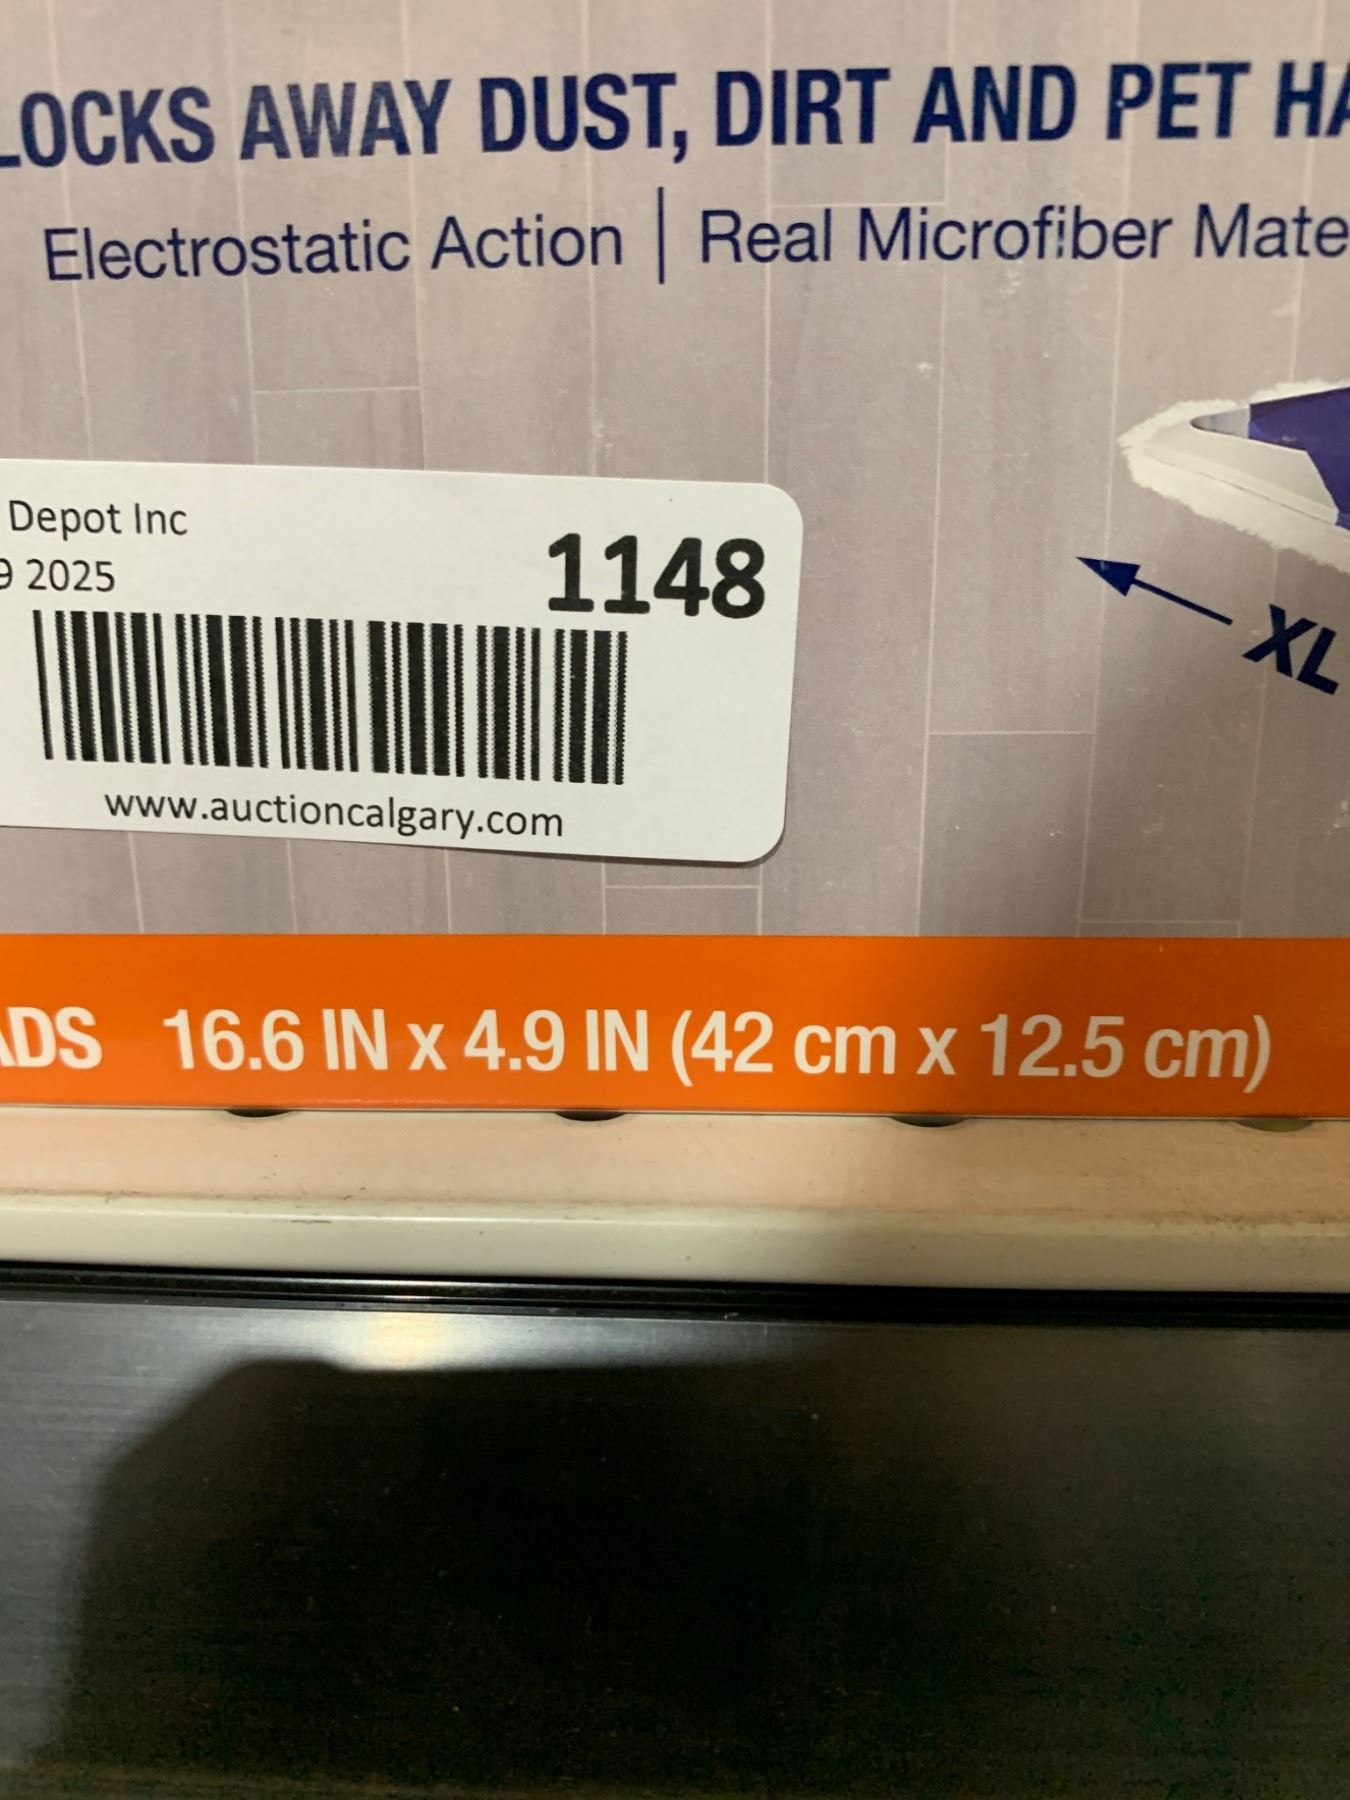 LOCKS AWAY DUST, DIRT AND PET HA
Electrostatic Action | Real Microfiber Mate
Depot Inc
9 2025
1148
www.auctioncalgary.com
XL
ADS 16.6 IN x 4.9 IN (42 cm x 12.5 cm)